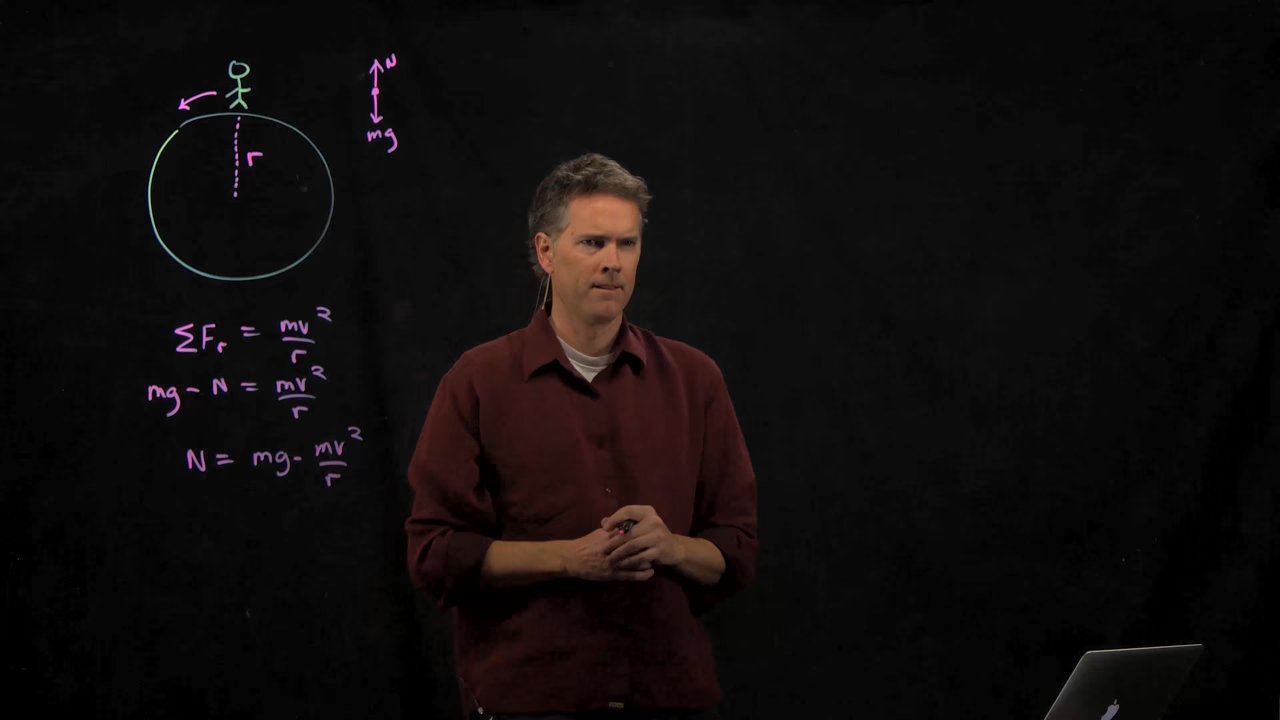 N
mg
r
ΣFᵣ = mv²/r
mg - N = mv²/r
N = mg - mv²/r